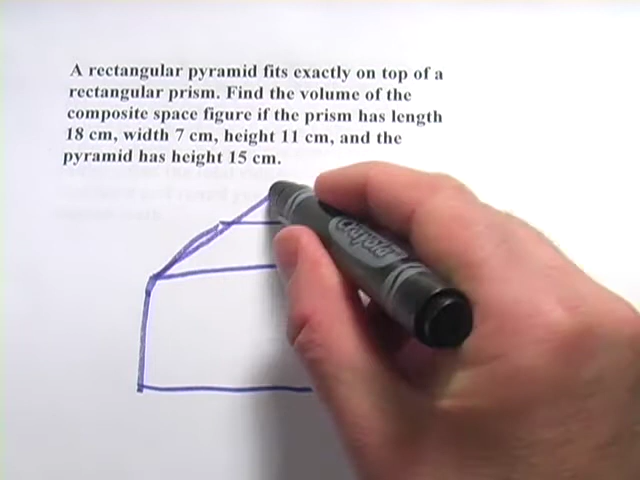 A rectangular pyramid fits exactly on top of a
rectangular prism. Find the volume of the
composite space figure if the prism has length
18 cm, width 7 cm, height 11 cm, and the
pyramid has height 15 cm.
Crayola